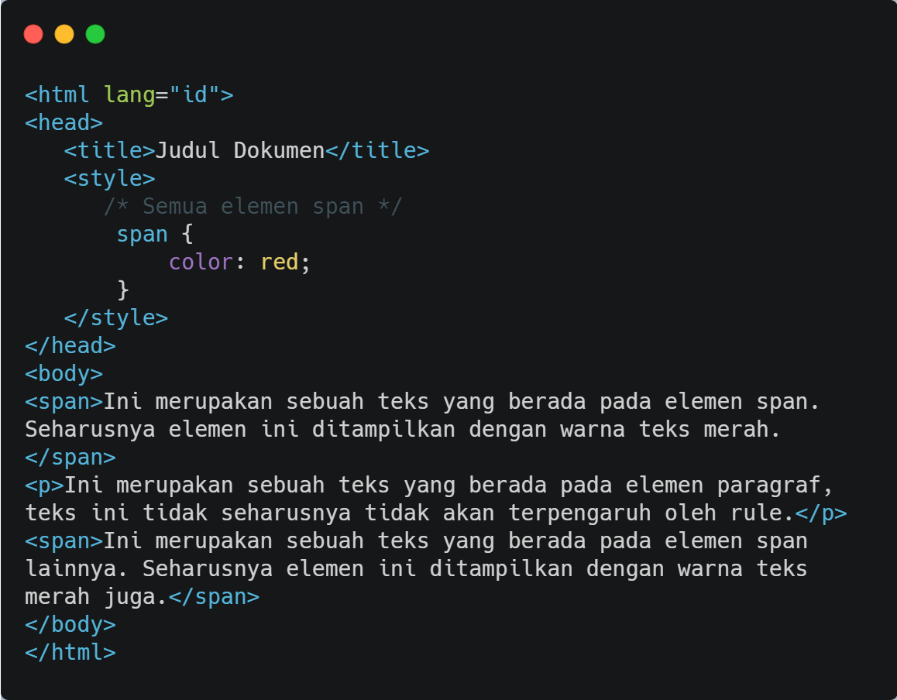 <html lang="id">
<head>
   <title>Judul Dokumen</title>
   <style>
      /* Semua elemen span */
       span {
           color: red;
       }
   </style>
</head>
<body>
<span>Ini merupakan sebuah teks yang berada pada elemen span.
Seharusnya elemen ini ditampilkan dengan warna teks merah.
</span>
<p>Ini merupakan sebuah teks yang berada pada elemen paragraf,
teks ini tidak seharusnya tidak akan terpengaruh oleh rule.</p>
<span>Ini merupakan sebuah teks yang berada pada elemen span
lainnya. Seharusnya elemen ini ditampilkan dengan warna teks
merah juga.</span>
</body>
</html>